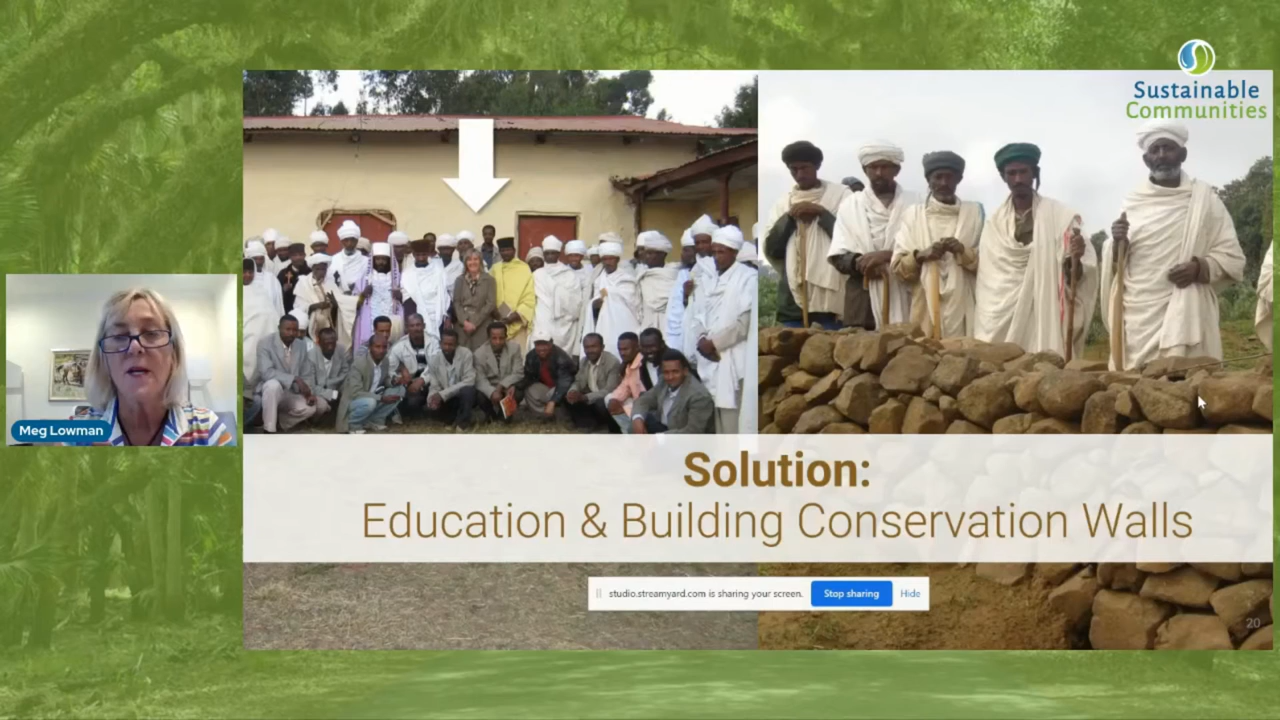 Sustainable
Communities
Meg Lowman
Solution:
Education & Building Conservation Walls
studio.streamyard.com is sharing your screen.
Stop sharing
Hide
20